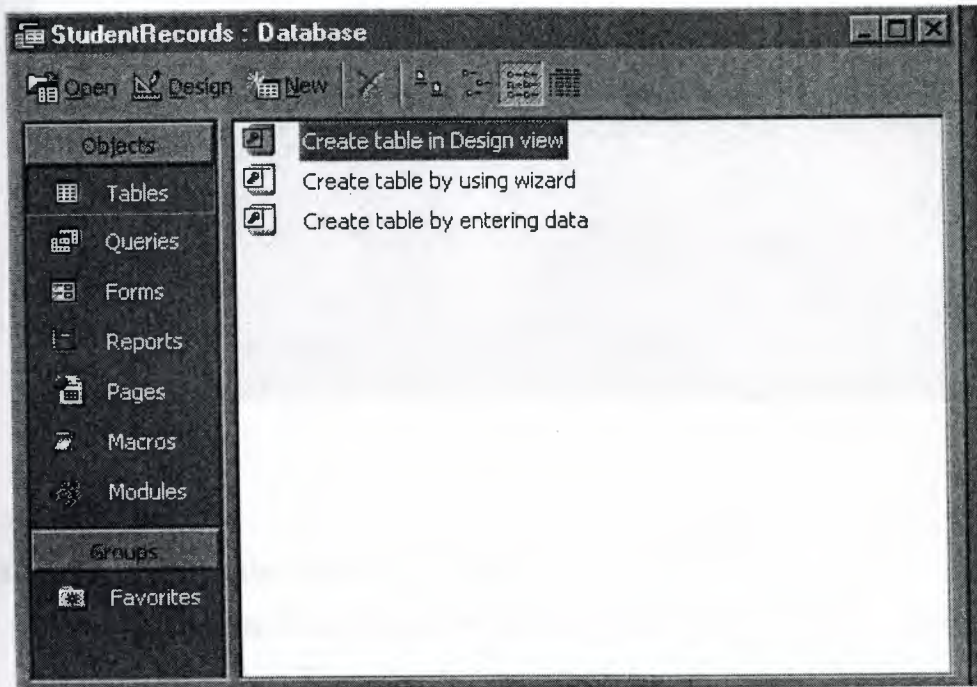 StudentRecords : Database
Open Design New
Objects
Tables
Queries
Forms
Reports
Pages
Macros
Modules
Groups
Favorites
Create table in Design view
Create table by using wizard
Create table by entering data